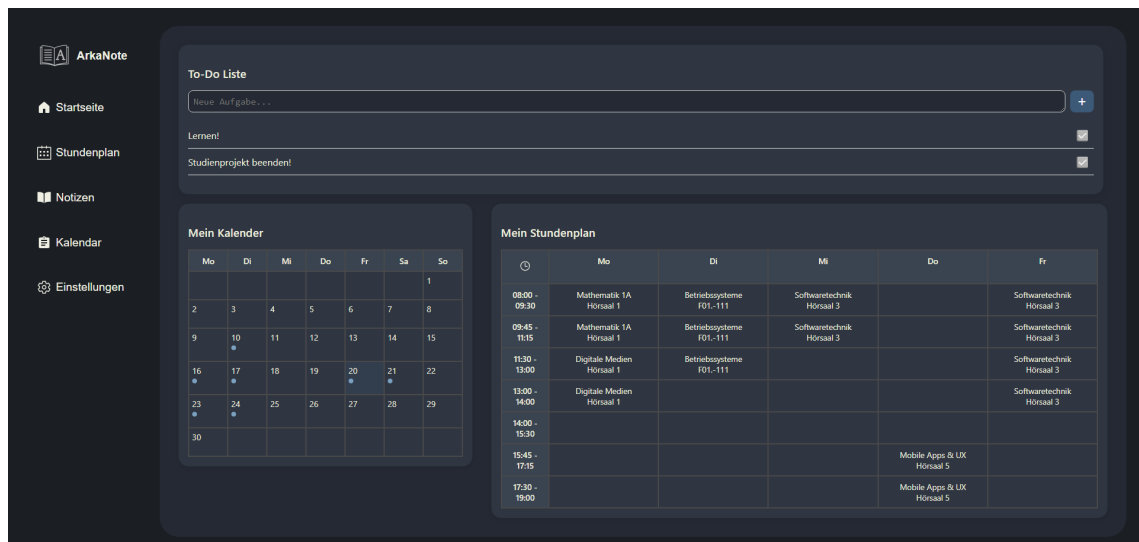 ArkaNote
Startseite
Stundenplan
Notizen
Kalendar
Einstellungen
To-Do Liste
Neue Aufgabe...
+
Lernen!
Studienprojekt beenden!
Mein Kalender
Mo Di Mi Do Fr Sa So
1
2 3 4 5 6 7 8
9 10 11 12 13 14 15
16 17 18 19 20 21 22
23 24 25 26 27 28 29
30
Mein Stundenplan
Mo Di Mi Do Fr
08:00 - Mathematik 1A Betriebssysteme Softwaretechnik Softwaretechnik
09:30 Hörsaal 1 F01.-111 Hörsaal 3 Hörsaal 3
09:45 - Mathematik 1A Betriebssysteme Softwaretechnik Softwaretechnik
11:15 Hörsaal 1 F01.-111 Hörsaal 3 Hörsaal 3
11:30 - Digitale Medien Betriebssysteme Softwaretechnik
13:00 Hörsaal 1 F01.-111 Hörsaal 3
13:00 - Digitale Medien Softwaretechnik
14:00 Hörsaal 1 Hörsaal 3
14:00 -
15:30
15:45 - Mobile Apps & UX
17:15 Hörsaal 5
17:30 - Mobile Apps & UX
19:00 Hörsaal 5